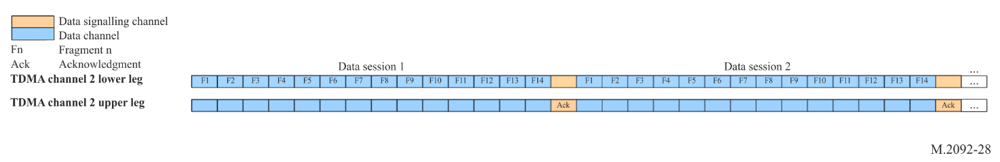 Data signalling channel
Data channel
Fn Fragment n
Ack Acknowledgment
Data session 1 Data session 2 ...
TDMA channel 2 lower leg F1 F2 F3 F4 F5 F6 F7 F8 F9 F10 F11 F12 F13 F14 F1 F2 F3 F4 F5 F6 F7 F8 F9 F10 F11 F12 F13 F14 ...
TDMA channel 2 upper leg Ack Ack ...
M.2092-28